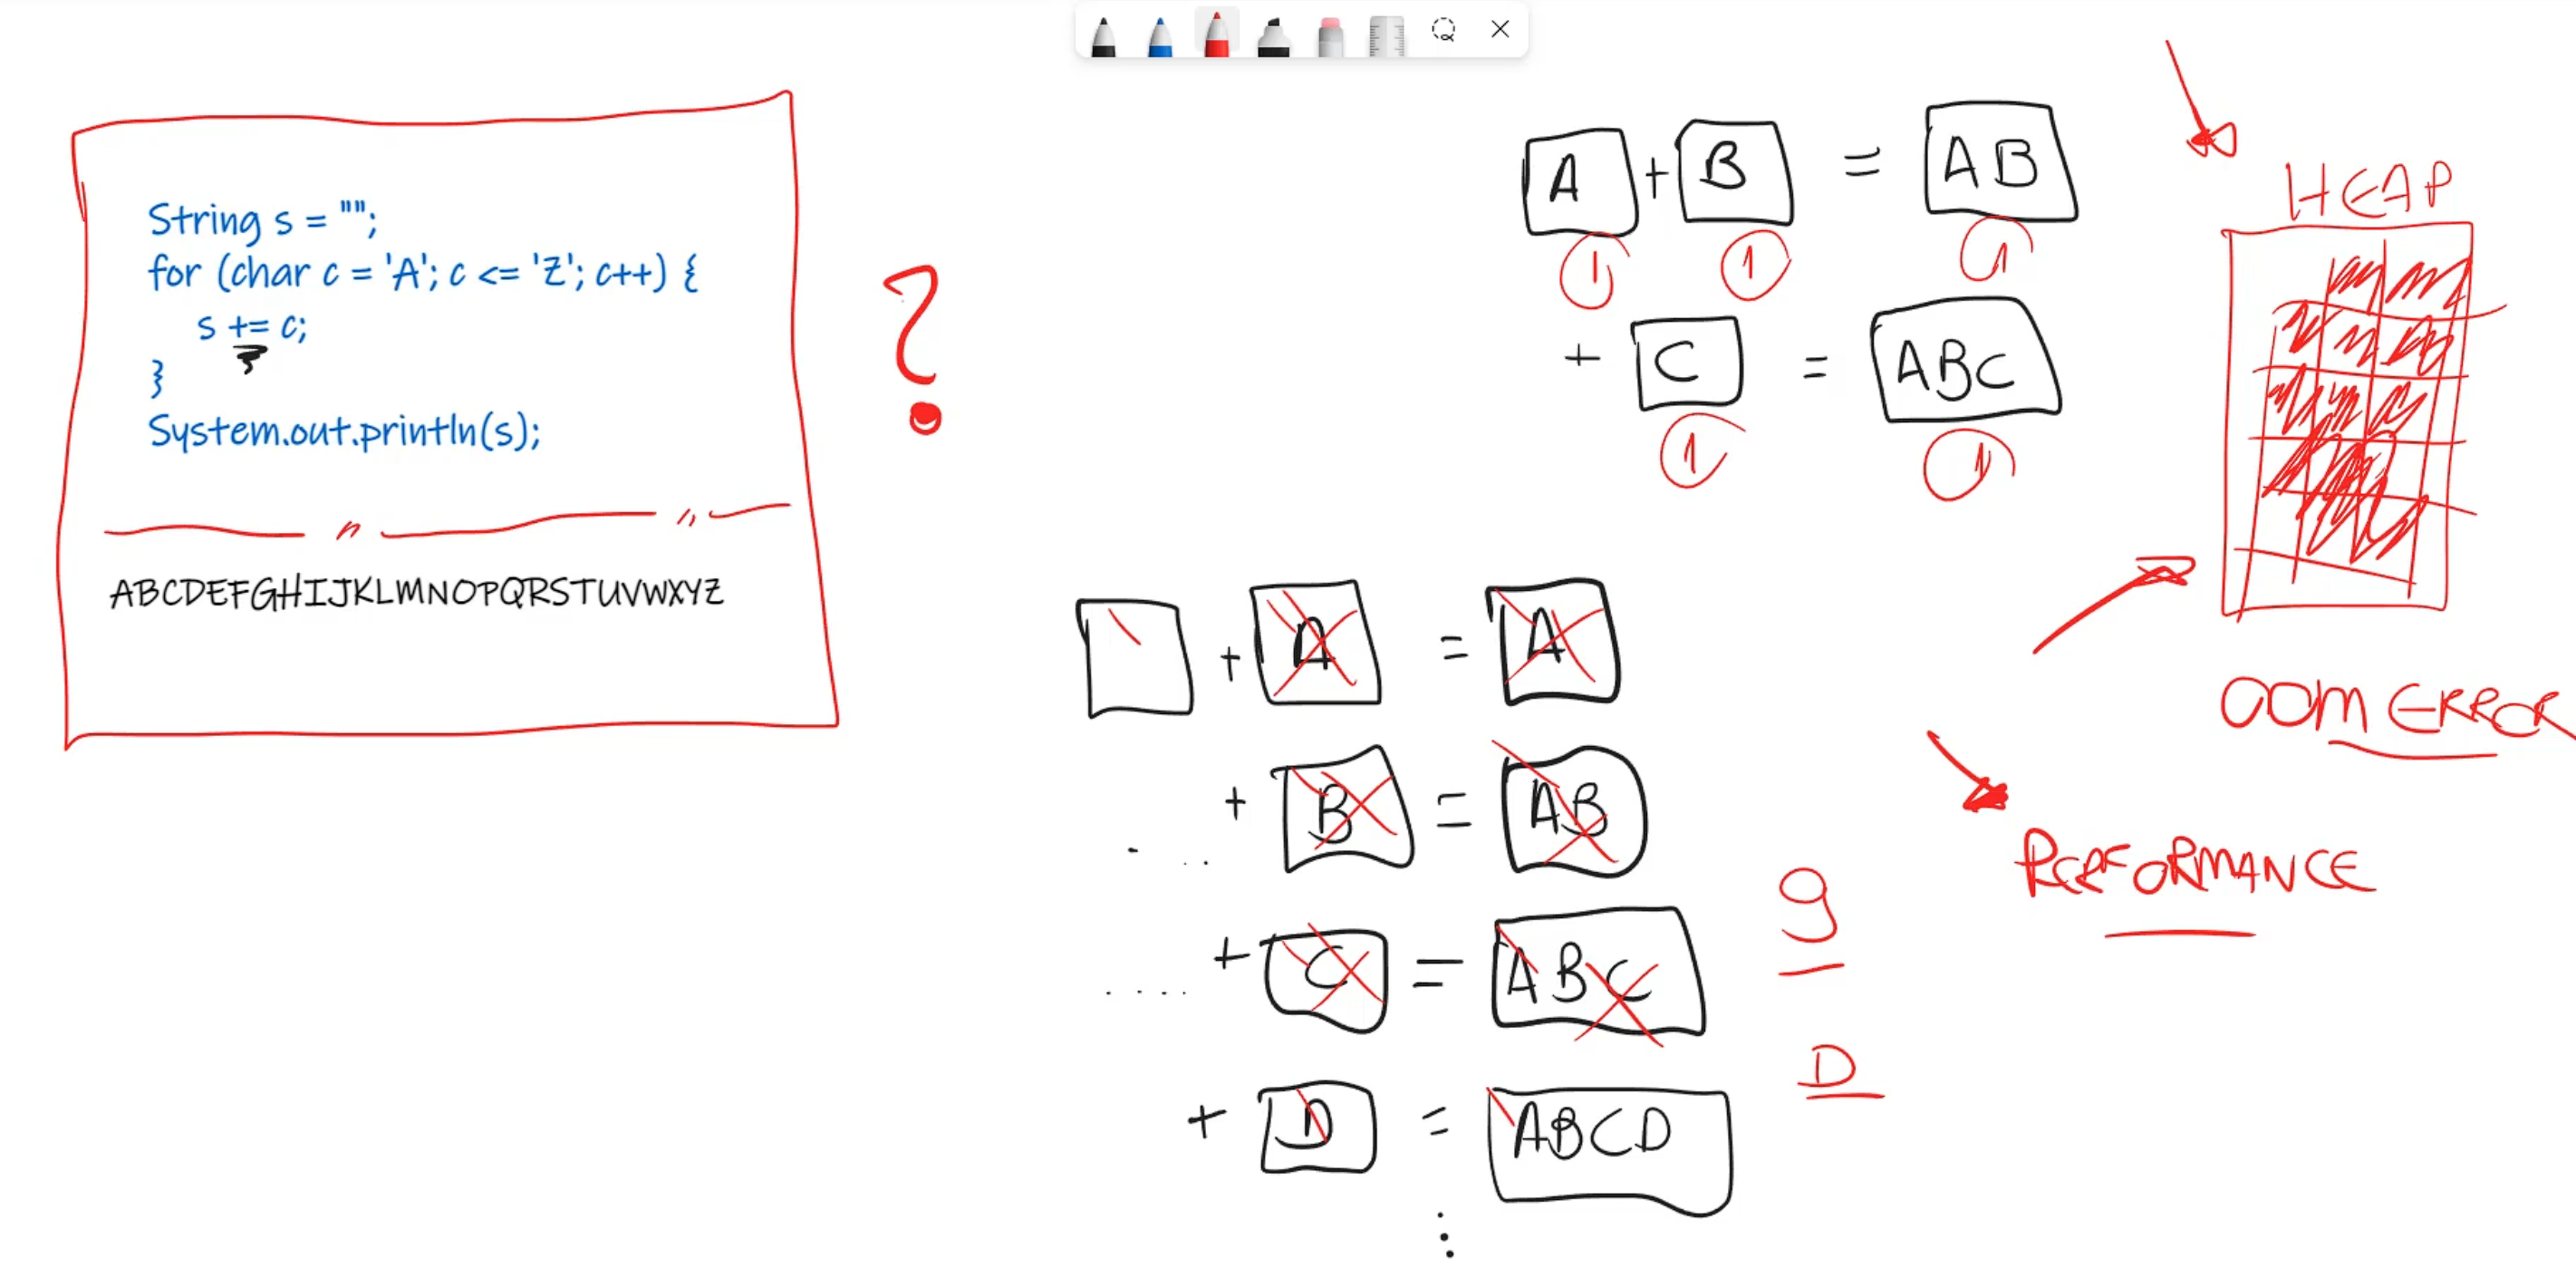 String s = "";
for (char c = 'A'; c <= 'Z'; c++) {
s += c;
}
System.out.println(s);
ABCDEFGHIJKLMNOPQRSTUVWXYZ
?
A + B = AB
1 1 1
+ C = ABC
1 1
HEAP
OOM ERROR
PERFORMANCE
+ A = A
+ B = AB
+ C = ABC
9
+ D = ABCD
D